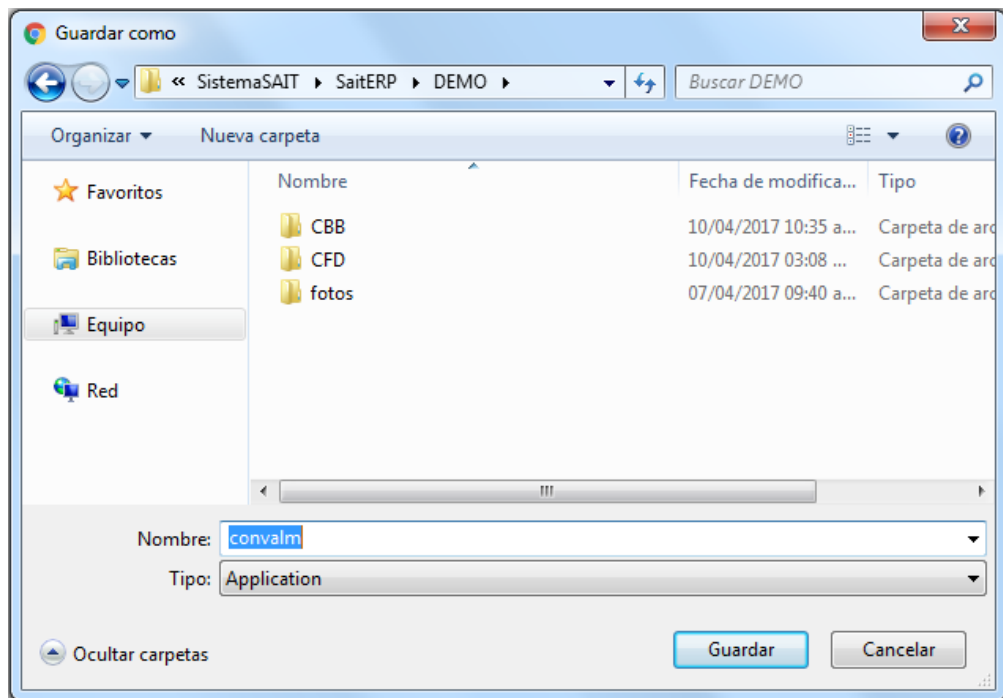 Guardar como
« SistemaSAIT ▸ SaitERP ▸ DEMO ▸ Buscar DEMO
Organizar Nueva carpeta
Nombre Fecha de modifica... Tipo
Favoritos
Bibliotecas
Equipo
Red
CBB 10/04/2017 10:35 a... Carpeta de arc
CFD 10/04/2017 03:08 ... Carpeta de arc
fotos 07/04/2017 09:40 a... Carpeta de arc
Nombre: convalm
Tipo: Application
Ocultar carpetas Guardar Cancelar